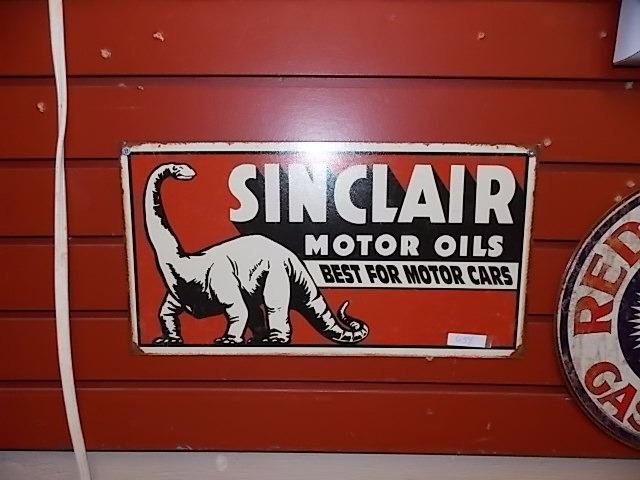 SINCLAIR
MOTOR OILS
BEST FOR MOTOR CARS
RED
GAS